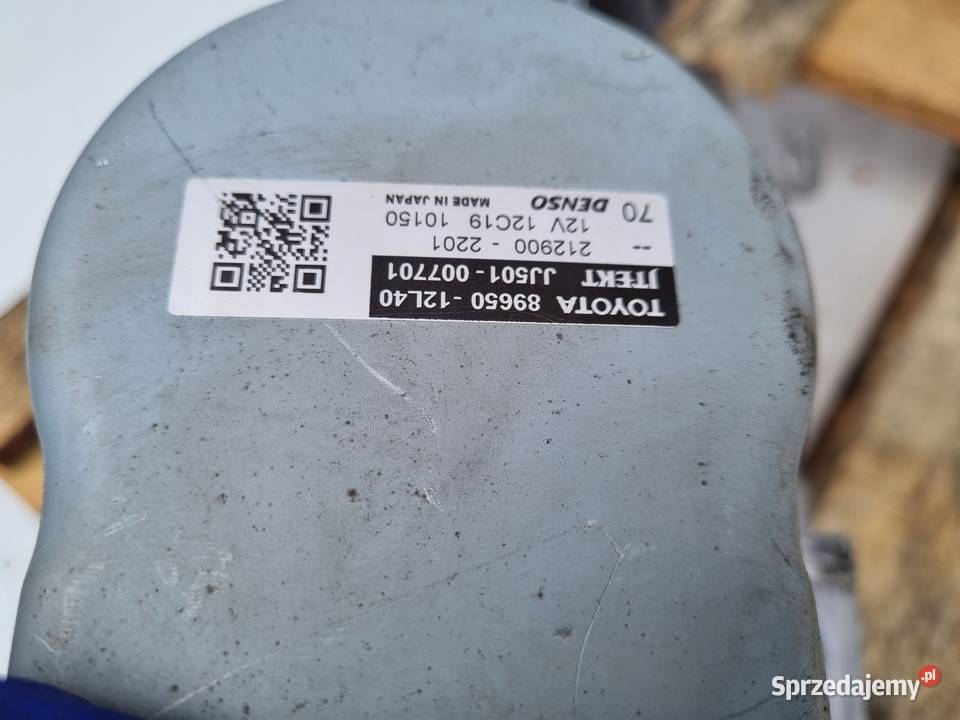 TOYOTA 89650 -12L40
JTEKT JJ501- 007701
-- 212900 - 2201
12V 12C19 10150
70 DENSO MADE IN JAPAN
Sprzedajemy.pl